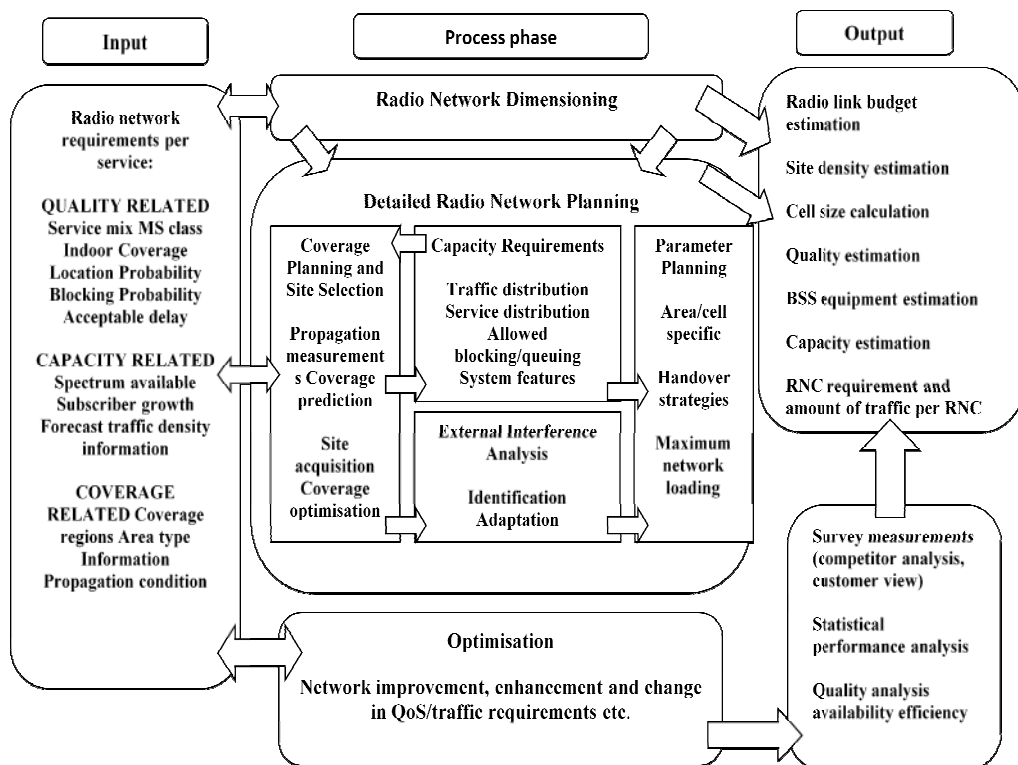 Input
Process phase
Output
Radio network
requirements per
service:
QUALITY RELATED
Service mix MS class
Indoor Coverage
Location Probability
Blocking Probability
Acceptable delay
CAPACITY RELATED
Spectrum available
Subscriber growth
Forecast traffic density
information
COVERAGE
RELATED Coverage
regions Area type
Information
Propagation condition
Radio Network Dimensioning
Detailed Radio Network Planning
Coverage
Planning and
Site Selection
Propagation
measurement
s Coverage
prediction
Site
acquisition
Coverage
optimisation
Capacity Requirements
Traffic distribution
Service distribution
Allowed
blocking/queuing
System features
External Interference
Analysis
Identification
Adaptation
Parameter
Planning
Area/cell
specific
Handover
strategies
Maximum
network
loading
Optimisation
Network improvement, enhancement and change
in QoS/traffic requirements etc.
Radio link budget
estimation
Site density estimation
Cell size calculation
Quality estimation
BSS equipment estimation
Capacity estimation
RNC requirement and
amount of traffic per RNC
Survey measurements
(competitor analysis,
customer view)
Statistical
performance analysis
Quality analysis
availability efficiency